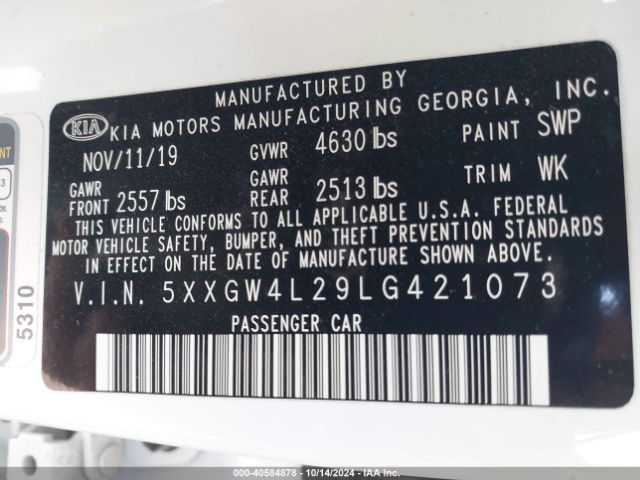 MANUFACTURED BY
KIA KIA MOTORS MANUFACTURING GEORGIA, INC.
NOV/11/19 GVWR 4630 lbs PAINT SWP
GAWR FRONT 2557 lbs GAWR REAR 2513 lbs TRIM WK
THIS VEHICLE CONFORMS TO ALL APPLICABLE U.S.A. FEDERAL
MOTOR VEHICLE SAFETY, BUMPER, AND THEFT PREVENTION STANDARDS
IN EFFECT ON THE DATE OF MANUFACTURE SHOWN ABOVE.
V.I.N. 5XXGW4L29LG421073
PASSENGER CAR
5310
3
#00-40584878 | 10/14/2024 | IAA Inc.